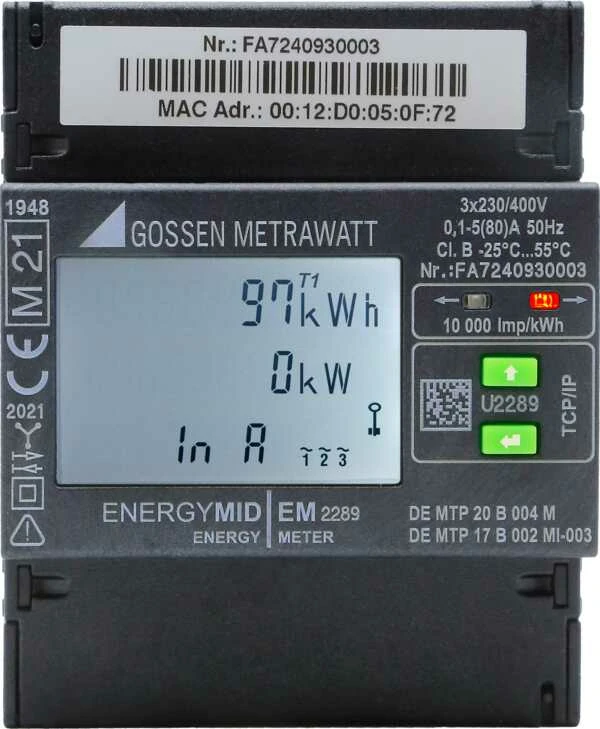 Nr.: FA7240930003
MAC Adr.: 00:12:D0:05:0F:72
1948
M 21
CE
2021
GOSSEN METRAWATT
3x230/400V
0,1-5(80)A 50Hz
Cl. B -25°C...55°C
Nr.:FA7240930003
← →
10 000 Imp/kWh
T1
97kWh
0kW
In A 1 2 3
U2289
TCP/IP
ENERGYMID EM 2289
ENERGY METER
DE MTP 20 B 004 M
DE MTP 17 B 002 MI-003